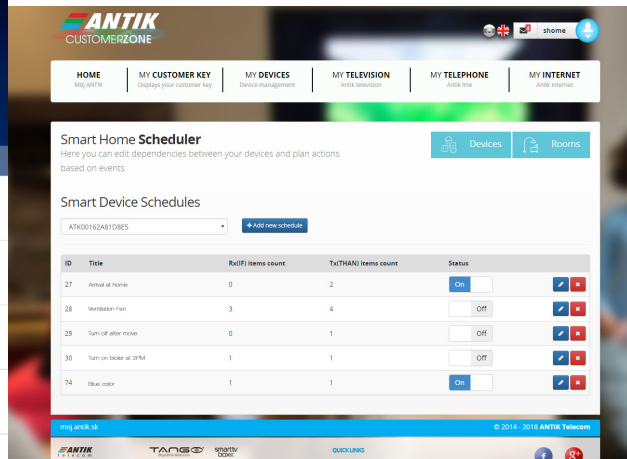 ANTIK
CUSTOMERZONE
shome
HOME
Moj ANTIK
MY CUSTOMER KEY
Displays your customer key
MY DEVICES
Device management
MY TELEVISION
Antik television
MY TELEPHONE
Antik line
MY INTERNET
Antik internet
Smart Home Scheduler
Here you can edit dependencies between your devices and plan actions
based on events.
Devices
Rooms
Smart Device Schedules
ATK00162A81D8E5
+ Add new schedule
ID Title Rx(IF) items count Tx(THAN) items count Status
27 Arrival at home 0 2 On
28 Ventilation Fan 3 4 Off
29 Turn off after move 0 1 Off
30 Turn on bioler at 2PM 1 1 Off
74 Blue color 1 1 On
moj.antik.sk © 2014 - 2018 ANTIK Telecom
ANTIK
telecom
TANGO
smarttv
box
QUICK LINKS
f
g+